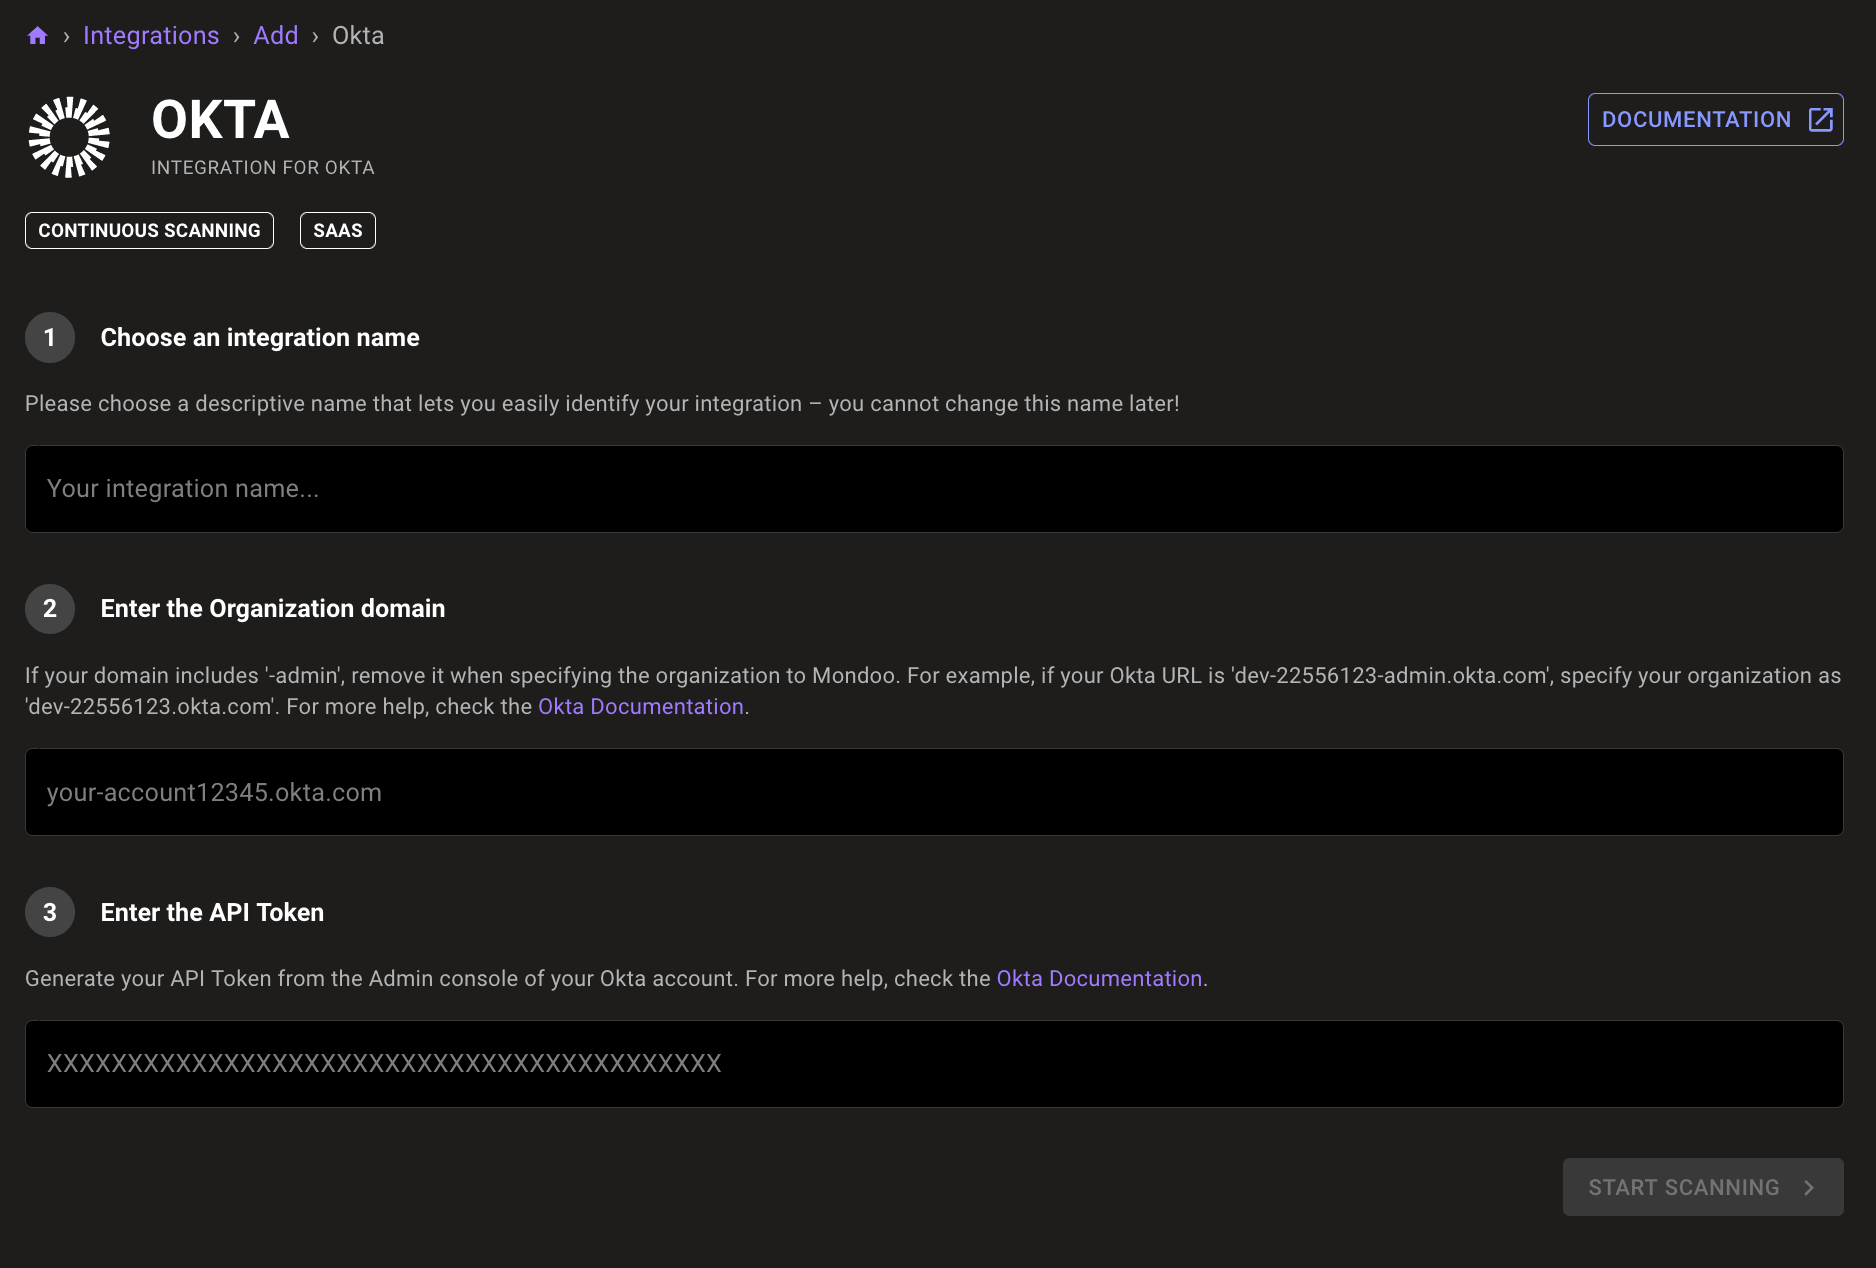 › Integrations › Add › Okta
OKTA
INTEGRATION FOR OKTA
DOCUMENTATION
CONTINUOUS SCANNING SAAS
1 Choose an integration name
Please choose a descriptive name that lets you easily identify your integration – you cannot change this name later!
Your integration name...
2 Enter the Organization domain
If your domain includes '-admin', remove it when specifying the organization to Mondoo. For example, if your Okta URL is 'dev-22556123-admin.okta.com', specify your organization as
'dev-22556123.okta.com'. For more help, check the Okta Documentation.
your-account12345.okta.com
3 Enter the API Token
Generate your API Token from the Admin console of your Okta account. For more help, check the Okta Documentation.
XXXXXXXXXXXXXXXXXXXXXXXXXXXXXXXXXXXXXXXXXX
START SCANNING